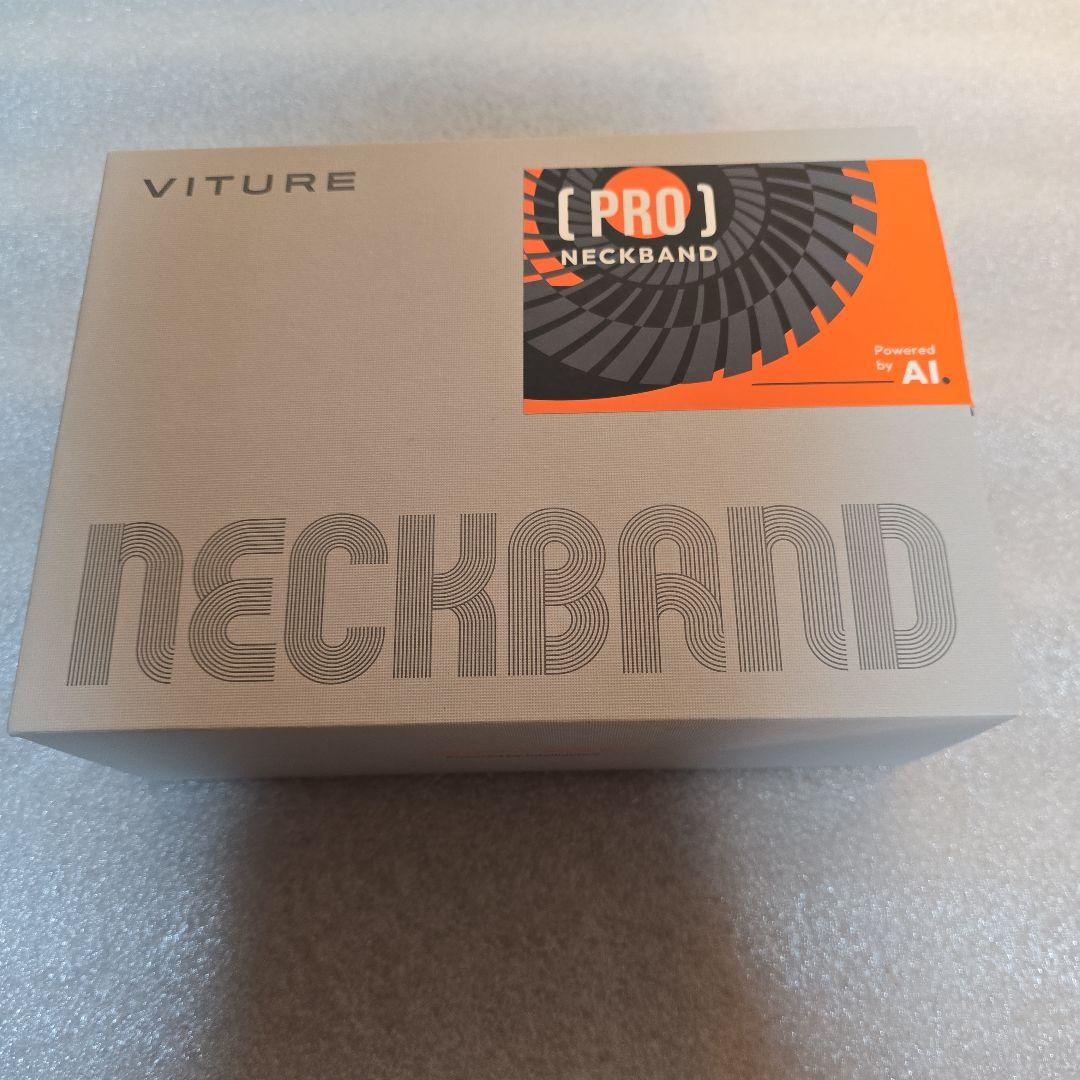 VITURE
( PRO )
NECKBAND
Powered
by AI.
NECKBAND